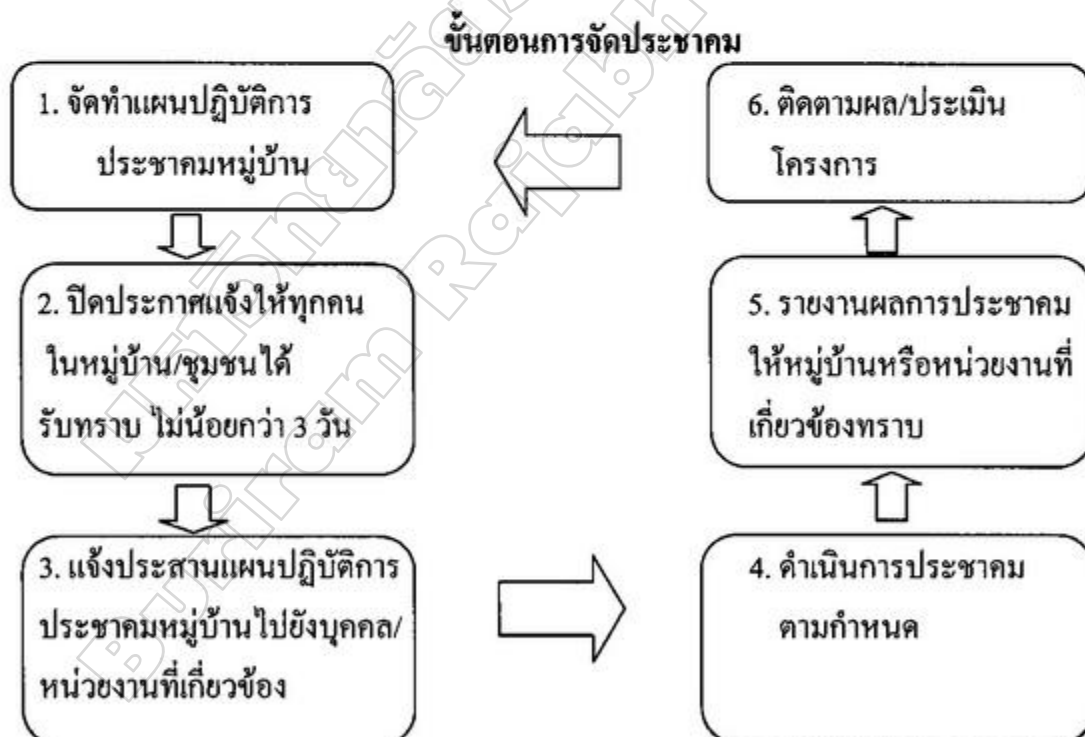 ขั้นตอนการจัดประชาคม
1. จัดทำแผนปฏิบัติการ
ประชาคมหมู่บ้าน
2. ปิดประกาศแจ้งให้ทุกคน
ในหมู่บ้าน/ชุมชนได้
รับทราบ ไม่น้อยกว่า 3 วัน
3. แจ้งประสานแผนปฏิบัติการ
ประชาคมหมู่บ้านไปยังบุคคล/
หน่วยงานที่เกี่ยวข้อง
4. ดำเนินการประชาคม
ตามกำหนด
5. รายงานผลการประชาคม
ให้หมู่บ้านหรือหน่วยงานที่
เกี่ยวข้องทราบ
6. ติดตามผล/ประเมิน
โครงการ
Buriram Rajabh